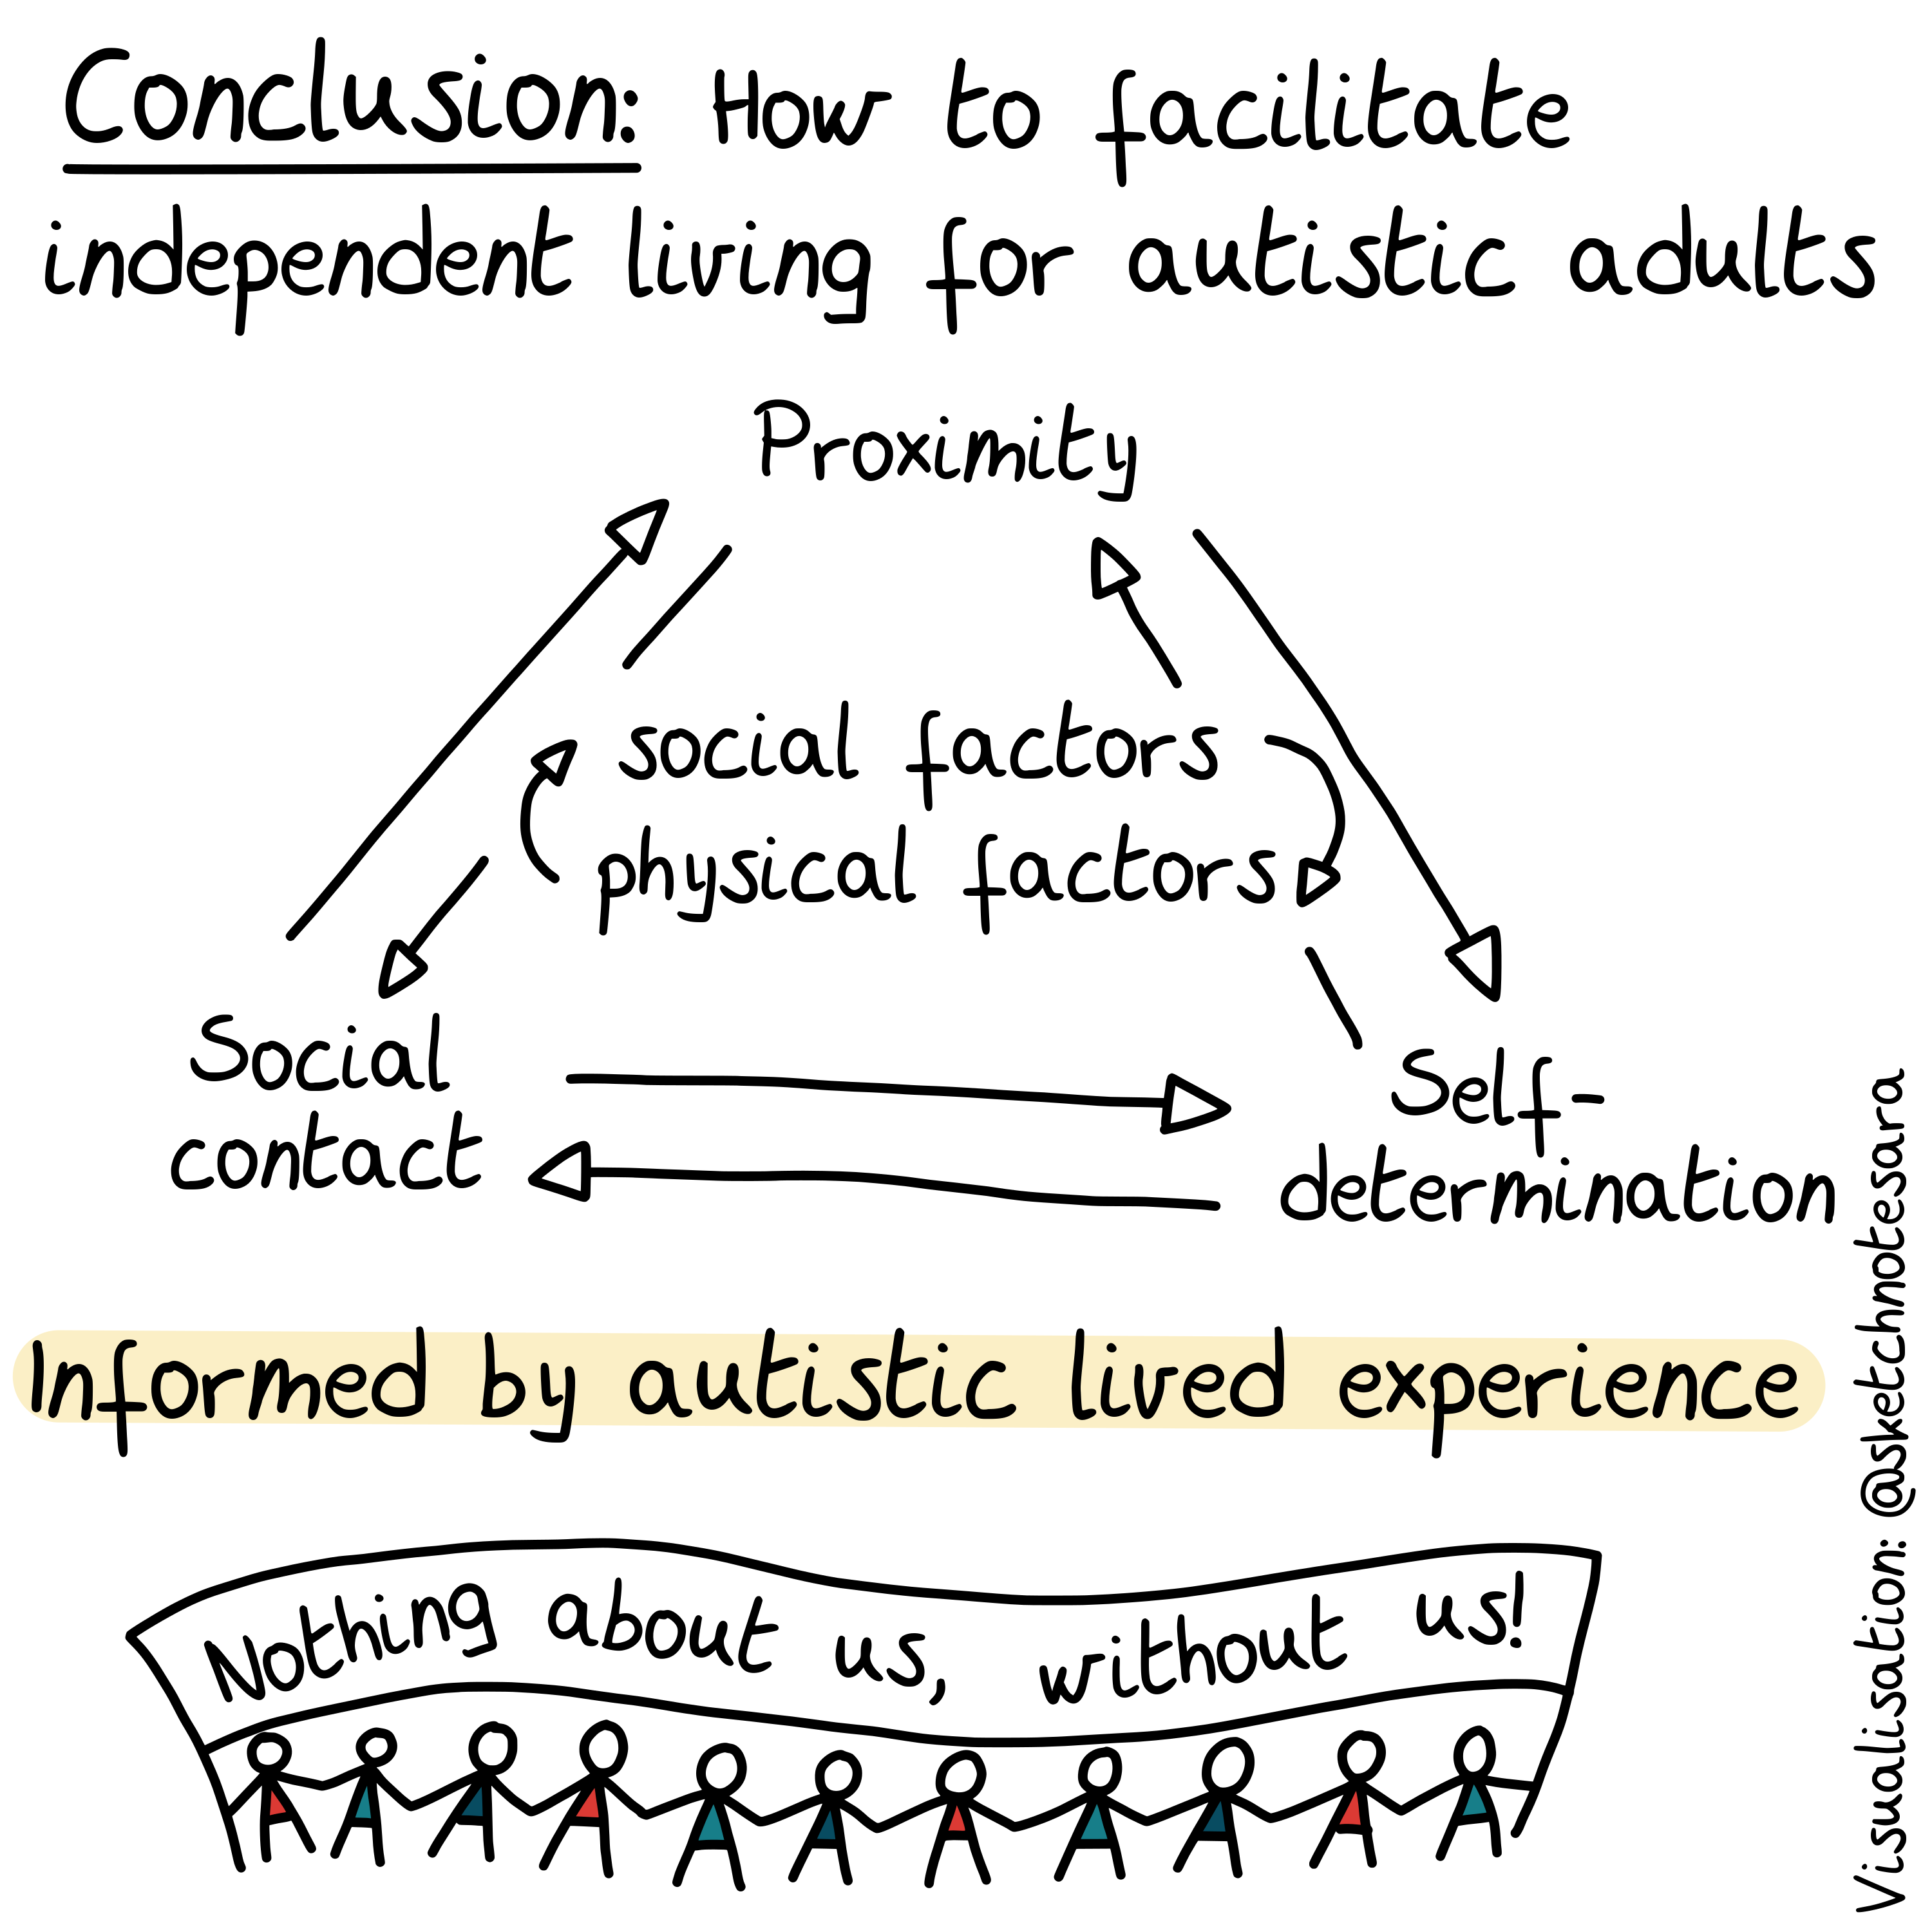 Conclusion: How to facilitate
independent living for autistic adults
Proximity
social factors
physical factors
Social
contact
Self-
determination
Informed by autistic lived experience
Nothing about us, without us!
Visualisation: @sketchnotesara